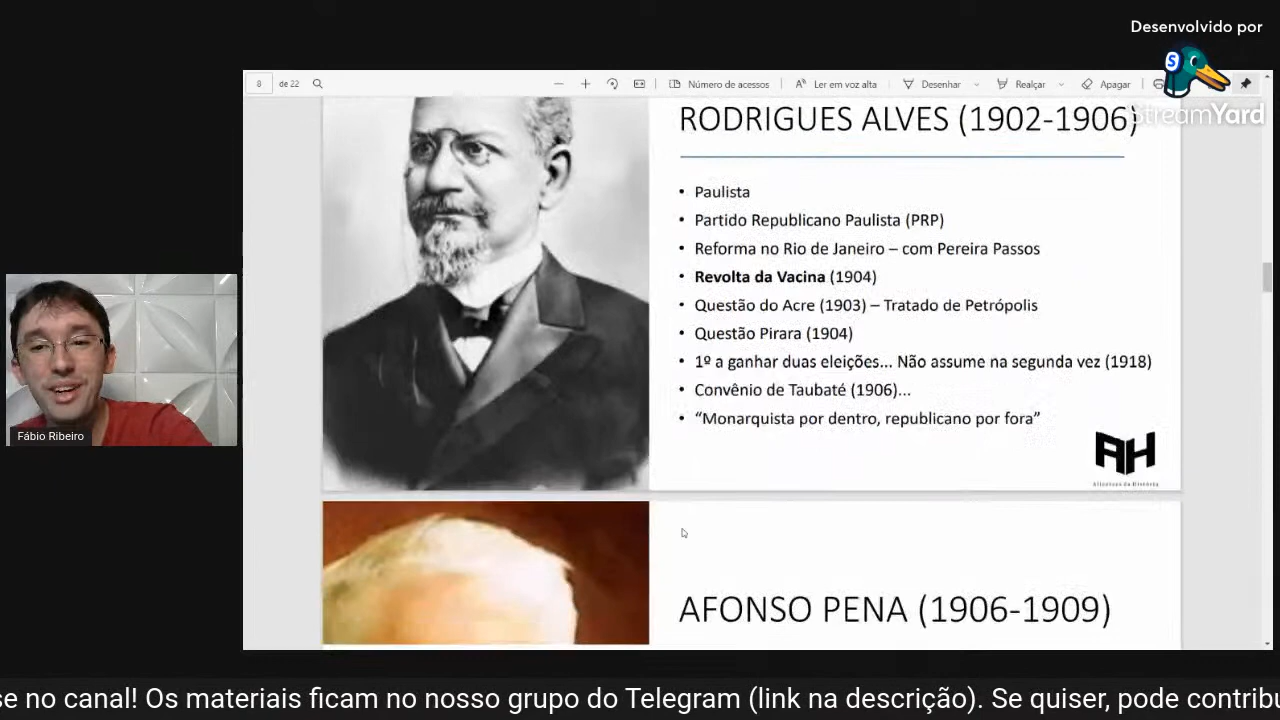 Desenvolvido por
StreamYard
8 de 22
Número de acessos
Ler em voz alta
Desenhar
Realçar
Apagar
RODRIGUES ALVES (1902-1906)
• Paulista
• Partido Republicano Paulista (PRP)
• Reforma no Rio de Janeiro – com Pereira Passos
• Revolta da Vacina (1904)
• Questão do Acre (1903) – Tratado de Petrópolis
• Questão Pirara (1904)
• 1º a ganhar duas eleições... Não assume na segunda vez (1918)
• Convênio de Taubaté (1906)...
• “Monarquista por dentro, republicano por fora”
AH
Alicerces da História
Fábio Ribeiro
AFONSO PENA (1906-1909)
se no canal! Os materiais ficam no nosso grupo do Telegram (link na descrição). Se quiser, pode contribu